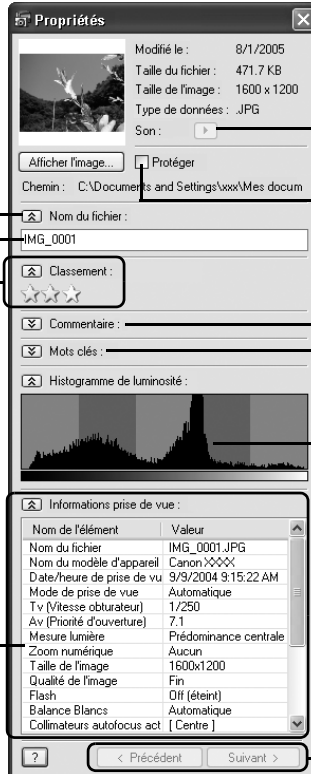 Propriétés
Modifié le : 8/1/2005
Taille du fichier : 471.7 KB
Taille de l'image : 1600 x 1200
Type de données : .JPG
Son :
Afficher l'image... Protéger
Chemin : C:\Documents and Settings\xxx\Mes docum
Nom du fichier :
IMG_0001
Classement :
Commentaire :
Mots clés :
Histogramme de luminosité :
Informations prise de vue :
Nom de l'élément Valeur
Nom du fichier IMG_0001.JPG
Nom du modèle d'appareil Canon XXXX
Date/heure de prise de vu 9/9/2004 9:15:22 AM
Mode de prise de vue Automatique
Tv (Vitesse obturateur) 1/250
Av (Priorité d'ouverture) 7.1
Mesure lumière Prédominance centrale
Zoom numérique Aucun
Taille de l'image 1600x1200
Qualité de l'image Fin
Flash Off (éteint)
Balance Blancs Automatique
Collimateurs autofocus act [ Centre ]
? < Précédent Suivant >